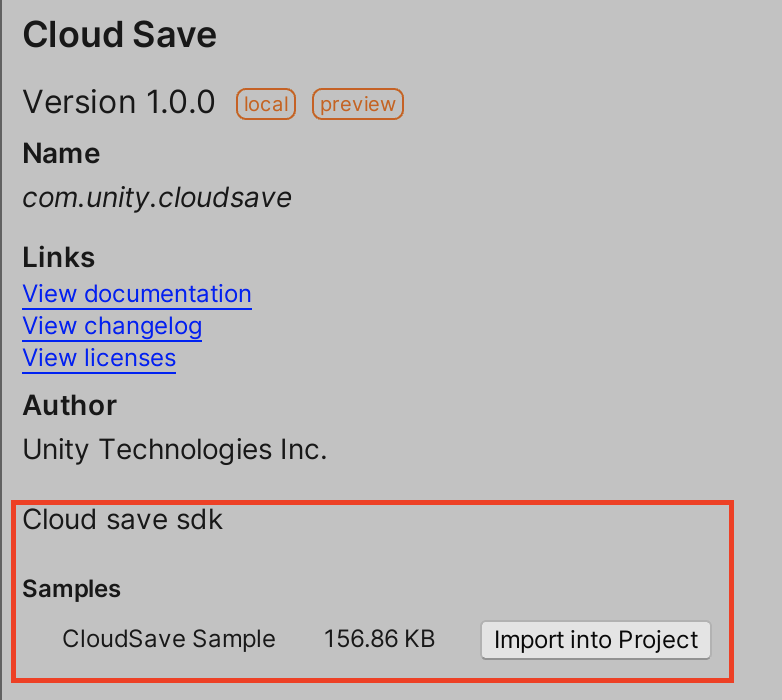 Cloud Save
Version 1.0.0 local preview
Name
com.unity.cloudsave
Links
View documentation
View changelog
View licenses
Author
Unity Technologies Inc.
Cloud save sdk
Samples
CloudSave Sample 156.86 KB Import into Project